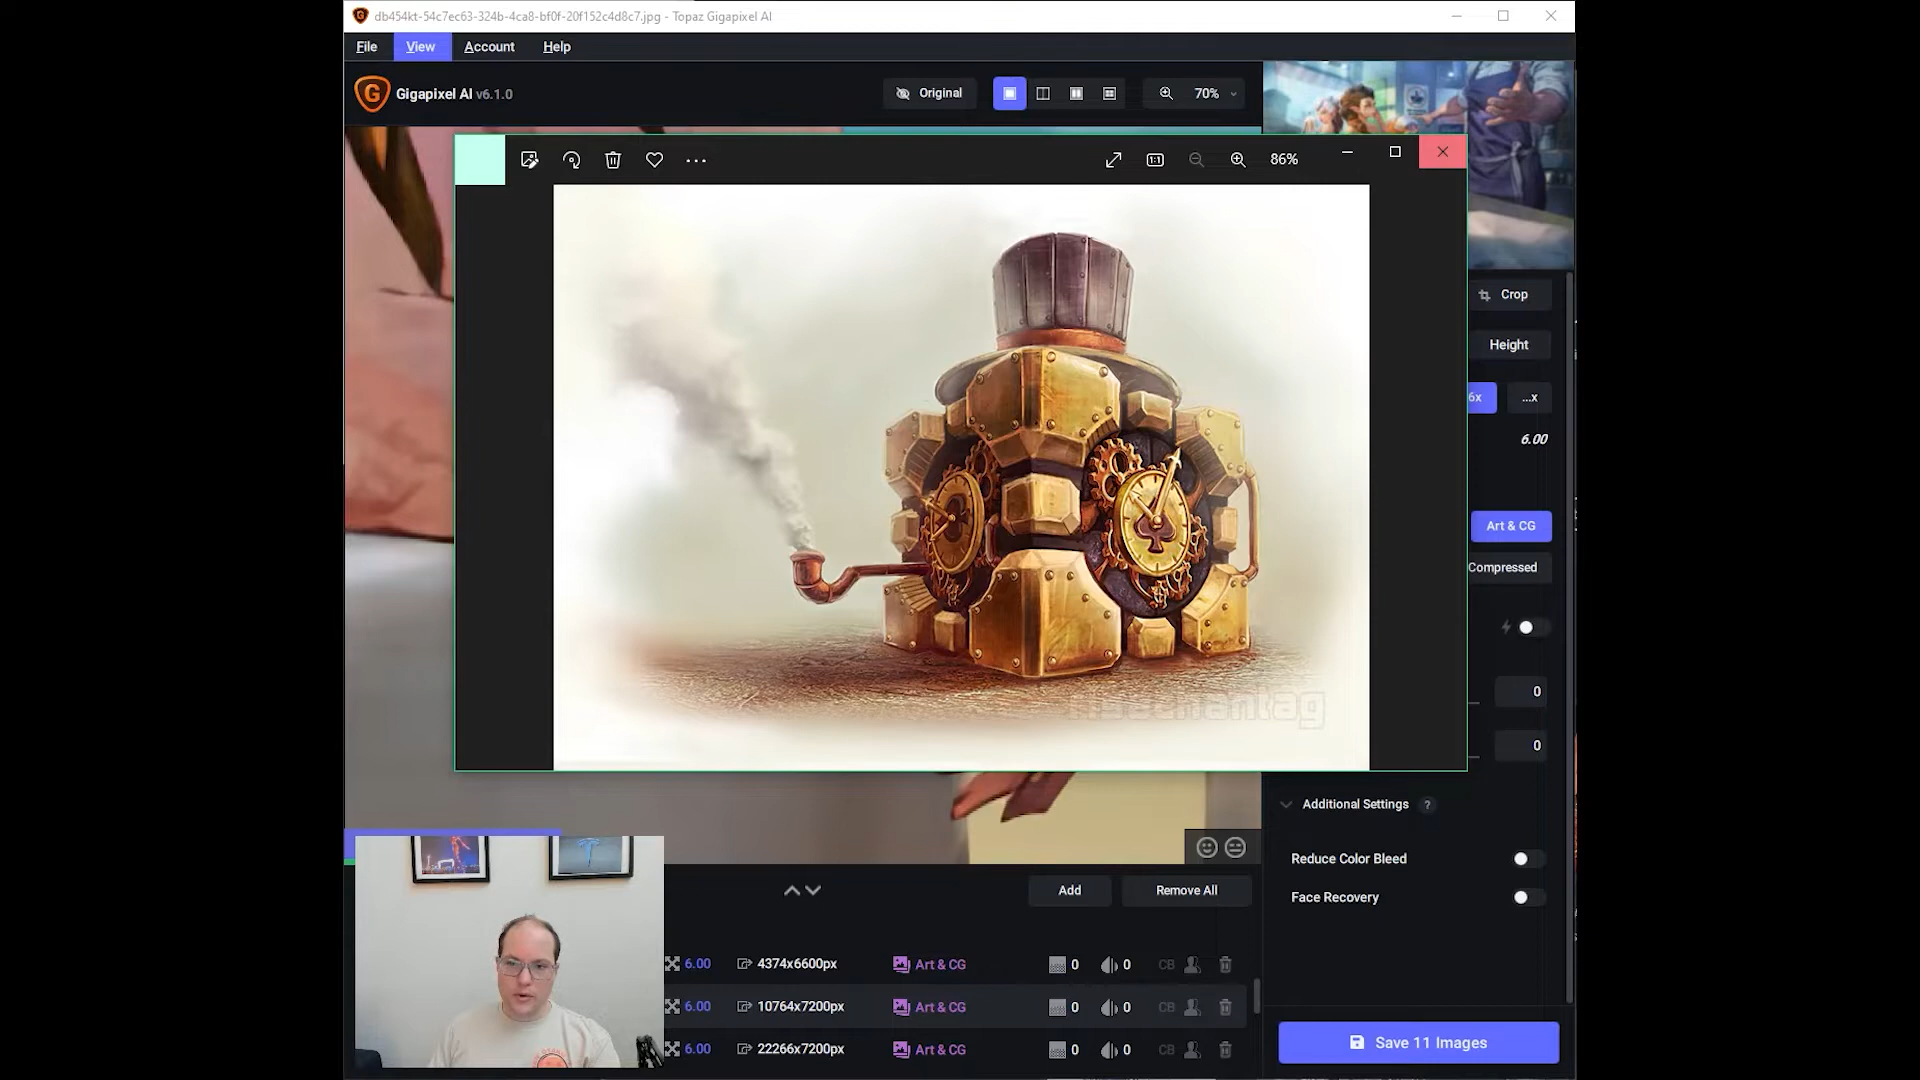 db454kt-54c7ec63-324b-4ca8-bf0f-20f152c4d8c7.jpg - Topaz Gigapixel AI
File View Account Help
G Gigapixel AI v6.1.0
Original
70%
86%
Crop
Height
6x ...x
6.00
Art & CG
Compressed
0
0
Additional Settings ?
Reduce Color Bleed
Face Recovery
Add Remove All
6.00 4374x6600px Art & CG 0 0 CB
6.00 10764x7200px Art & CG 0 0 CB
6.00 22266x7200px Art & CG 0 0 CB
Save 11 Images